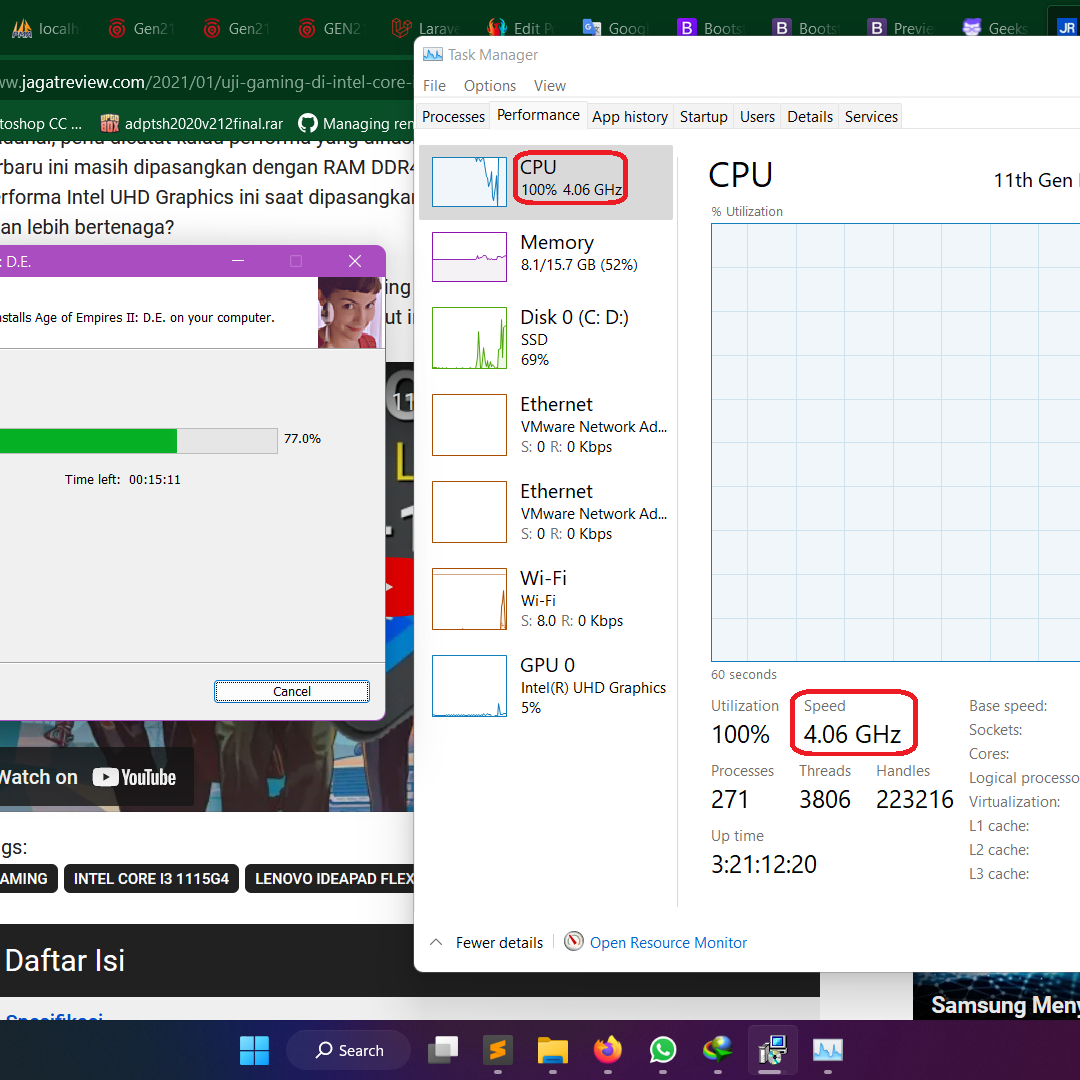 localh
Gen21
Gen21
GEN2
Larave
Edit P
Goog
Boots
Boots
Previe
Geeks
JR
ww.jagatreview.com/2021/01/uji-gaming-di-intel-core-i
toshop CC ...
adptsh2020v212final.rar
Managing ren
erbaru ini masih dipasangkan dengan RAM DDR4
erforma Intel UHD Graphics ini saat dipasangkan
an lebih bertenaga?
: D.E.
nstalls Age of Empires II: D.E. on your computer.
ing
ut i
77.0%
Time left: 00:15:11
Cancel
Watch on YouTube
gs:
AMING
INTEL CORE I3 1115G4
LENOVO IDEAPAD FLEX
Daftar Isi
Spesifikasi
Task Manager
File Options View
Processes Performance App history Startup Users Details Services
CPU
100% 4.06 GHz
Memory
8.1/15.7 GB (52%)
Disk 0 (C: D:)
SSD
69%
Ethernet
VMware Network Ad...
S: 0 R: 0 Kbps
Ethernet
VMware Network Ad...
S: 0 R: 0 Kbps
Wi-Fi
Wi-Fi
S: 8.0 R: 0 Kbps
GPU 0
Intel(R) UHD Graphics
5%
CPU
11th Gen I
% Utilization
60 seconds
Utilization
100%
Speed
4.06 GHz
Processes
271
Threads
3806
Handles
223216
Up time
3:21:12:20
Base speed:
Sockets:
Cores:
Logical processo
Virtualization:
L1 cache:
L2 cache:
L3 cache:
Fewer details
Open Resource Monitor
Samsung Meny
Search